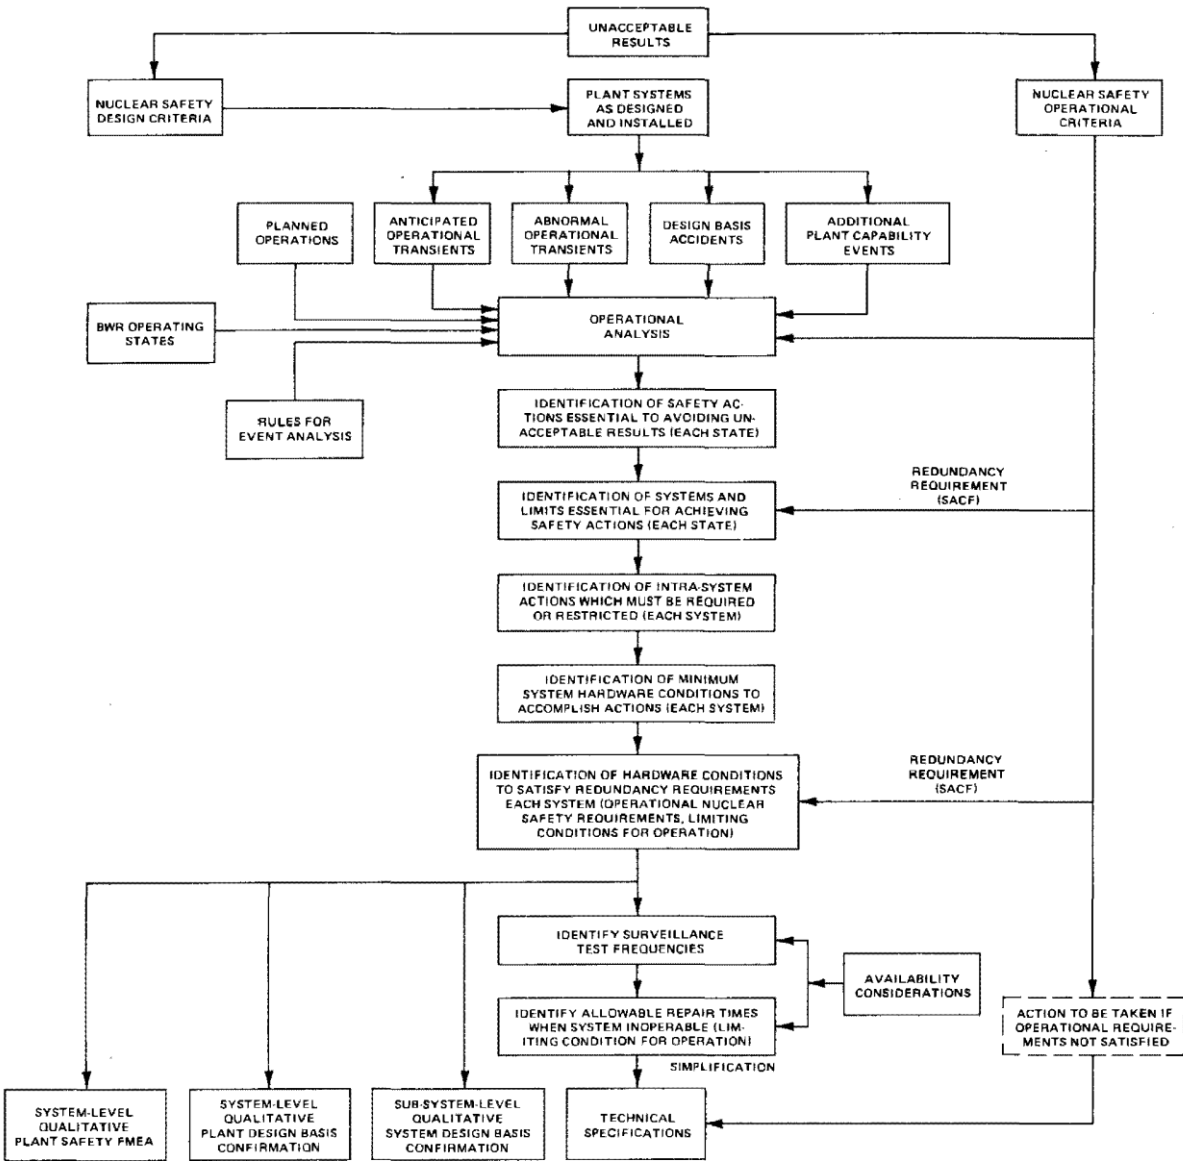 UNACCEPTABLE
RESULTS
NUCLEAR SAFETY
DESIGN CRITERIA
PLANT SYSTEMS
AS DESIGNED
AND INSTALLED
NUCLEAR SAFETY
OPERATIONAL
CRITERIA
PLANNED
OPERATIONS
ANTICIPATED
OPERATIONAL
TRANSIENTS
ABNORMAL
OPERATIONAL
TRANSIENTS
DESIGN BASIS
ACCIDENTS
ADDITIONAL
PLANT CAPABILITY
EVENTS
BWR OPERATING
STATES
OPERATIONAL
ANALYSIS
RULES FOR
EVENT ANALYSIS
IDENTIFICATION OF SAFETY AC-
TIONS ESSENTIAL TO AVOIDING UN-
ACCEPTABLE RESULTS (EACH STATE)
IDENTIFICATION OF SYSTEMS AND
LIMITS ESSENTIAL FOR ACHIEVING
SAFETY ACTIONS (EACH STATE)
REDUNDANCY
REQUIREMENT
(SACF)
IDENTIFICATION OF INTRA-SYSTEM
ACTIONS WHICH MUST BE REQUIRED
OR RESTRICTED (EACH SYSTEM)
IDENTIFICATION OF MINIMUM
SYSTEM HARDWARE CONDITIONS TO
ACCOMPLISH ACTIONS (EACH SYSTEM)
IDENTIFICATION OF HARDWARE CONDITIONS
TO SATISFY REDUNDANCY REQUIREMENTS
EACH SYSTEM (OPERATIONAL NUCLEAR
SAFETY REQUIREMENTS, LIMITING
CONDITIONS FOR OPERATION)
REDUNDANCY
REQUIREMENT
(SACF)
IDENTIFY SURVEILLANCE
TEST FREQUENCIES
AVAILABILITY
CONSIDERATIONS
IDENTIFY ALLOWABLE REPAIR TIMES
WHEN SYSTEM INOPERABLE (LIM-
ITING CONDITION FOR OPERATION)
ACTION TO BE TAKEN IF
OPERATIONAL REQUIRE-
MENTS NOT SATISFIED
SIMPLIFICATION
SYSTEM-LEVEL
QUALITATIVE
PLANT SAFETY FMEA
SYSTEM-LEVEL
QUALITATIVE
PLANT DESIGN BASIS
CONFIRMATION
SUB-SYSTEM-LEVEL
QUALITATIVE
SYSTEM DESIGN BASIS
CONFIRMATION
TECHNICAL
SPECIFICATIONS